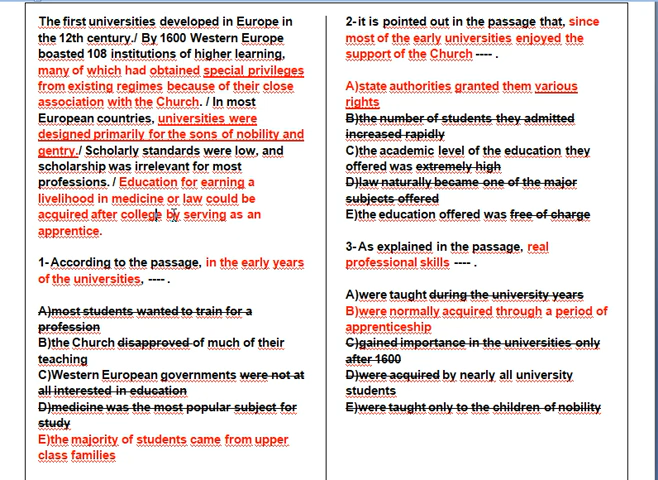 The first universities developed in Europe in
the 12th century./ By 1600 Western Europe
boasted 108 institutions of higher learning,
many of which had obtained special privileges
from existing regimes because of their close
association with the Church. / In most
European countries, universities were
designed primarily for the sons of nobility and
gentry./ Scholarly standards were low, and
scholarship was irrelevant for most
professions. / Education for earning a
livelihood in medicine or law could be
acquired after college by serving as an
apprentice.
1-According to the passage, in the early years
of the universities, ----.
A)most students wanted to train for a
profession
B)the Church disapproved of much of their
teaching
C)Western European governments were not at
all interested in education
D)medicine was the most popular subject for
study
E)the majority of students came from upper
class families
2-it is pointed out in the passage that, since
most of the early universities enjoyed the
support of the Church ---- .
A)state authorities granted them various
rights
B)the number of students they admitted
increased rapidly
C)the academic level of the education they
offered was extremely high
D)law naturally became one of the major
subjects offered
E)the education offered was free of charge
3-As explained in the passage, real
professional skills ---- .
A)were taught during the university years
B)were normally acquired through a period of
apprenticeship
C)gained importance in the universities only
after 1600
D)were acquired by nearly all university
students
E)were taught only to the children of nobility